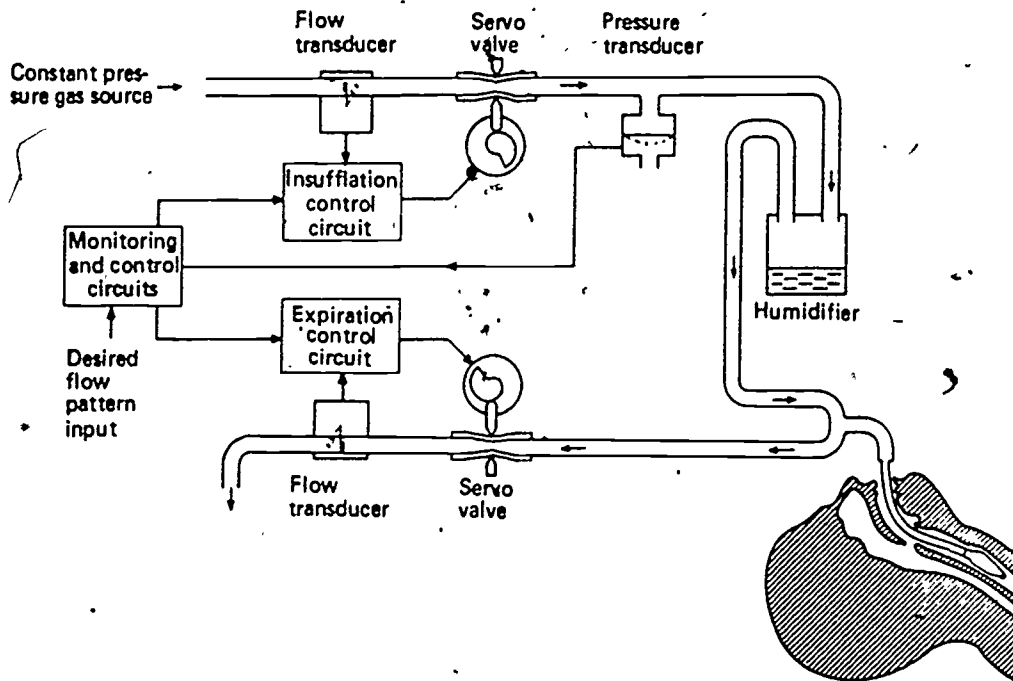 Flow
transducer
Servo
valve
Pressure
transducer
Constant pres-
sure gas source
Insufflation
control
circuit
Monitoring
and control
circuits
Humidifier
Expiration
control
circuit
Desired
flow
pattern
input
Flow
transducer
Servo
valve